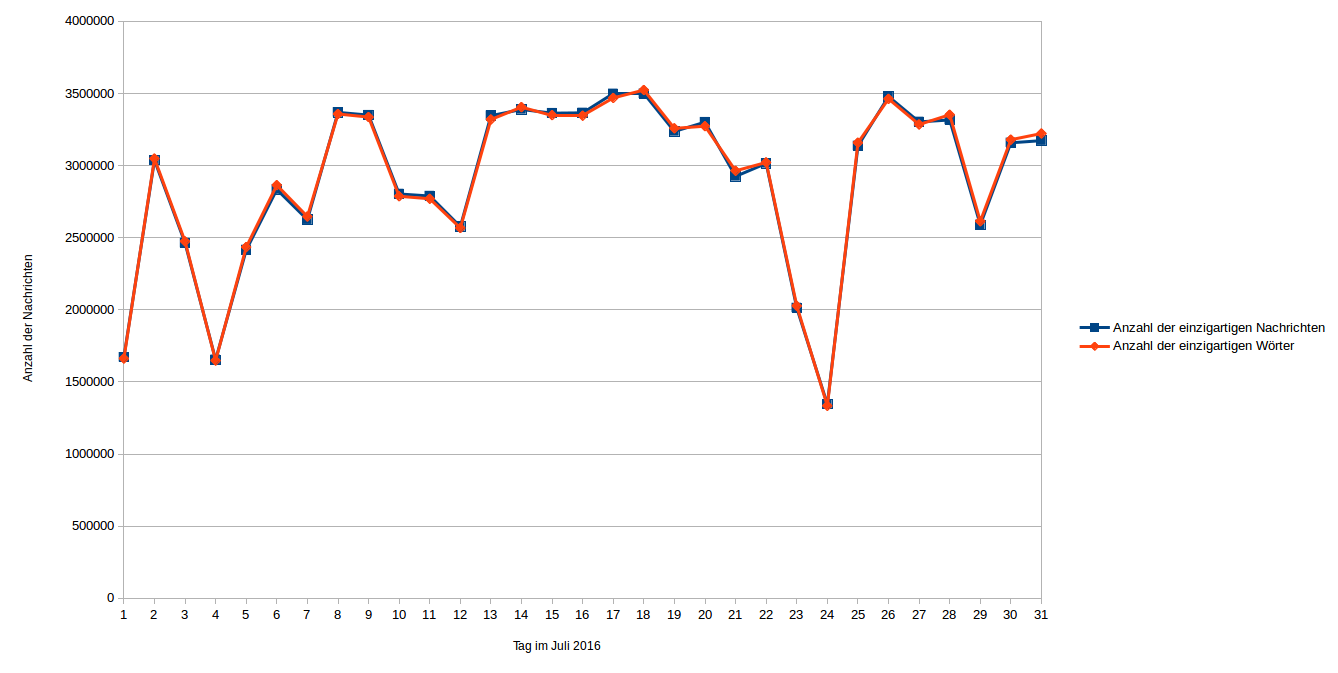 4000000
3500000
3000000
2500000
2000000
1500000
1000000
500000
0
Anzahl der Nachrichten
1 2 3 4 5 6 7 8 9 10 11 12 13 14 15 16 17 18 19 20 21 22 23 24 25 26 27 28 29 30 31
Tag im Juli 2016
Anzahl der einzigartigen Nachrichten
Anzahl der einzigartigen Wörter